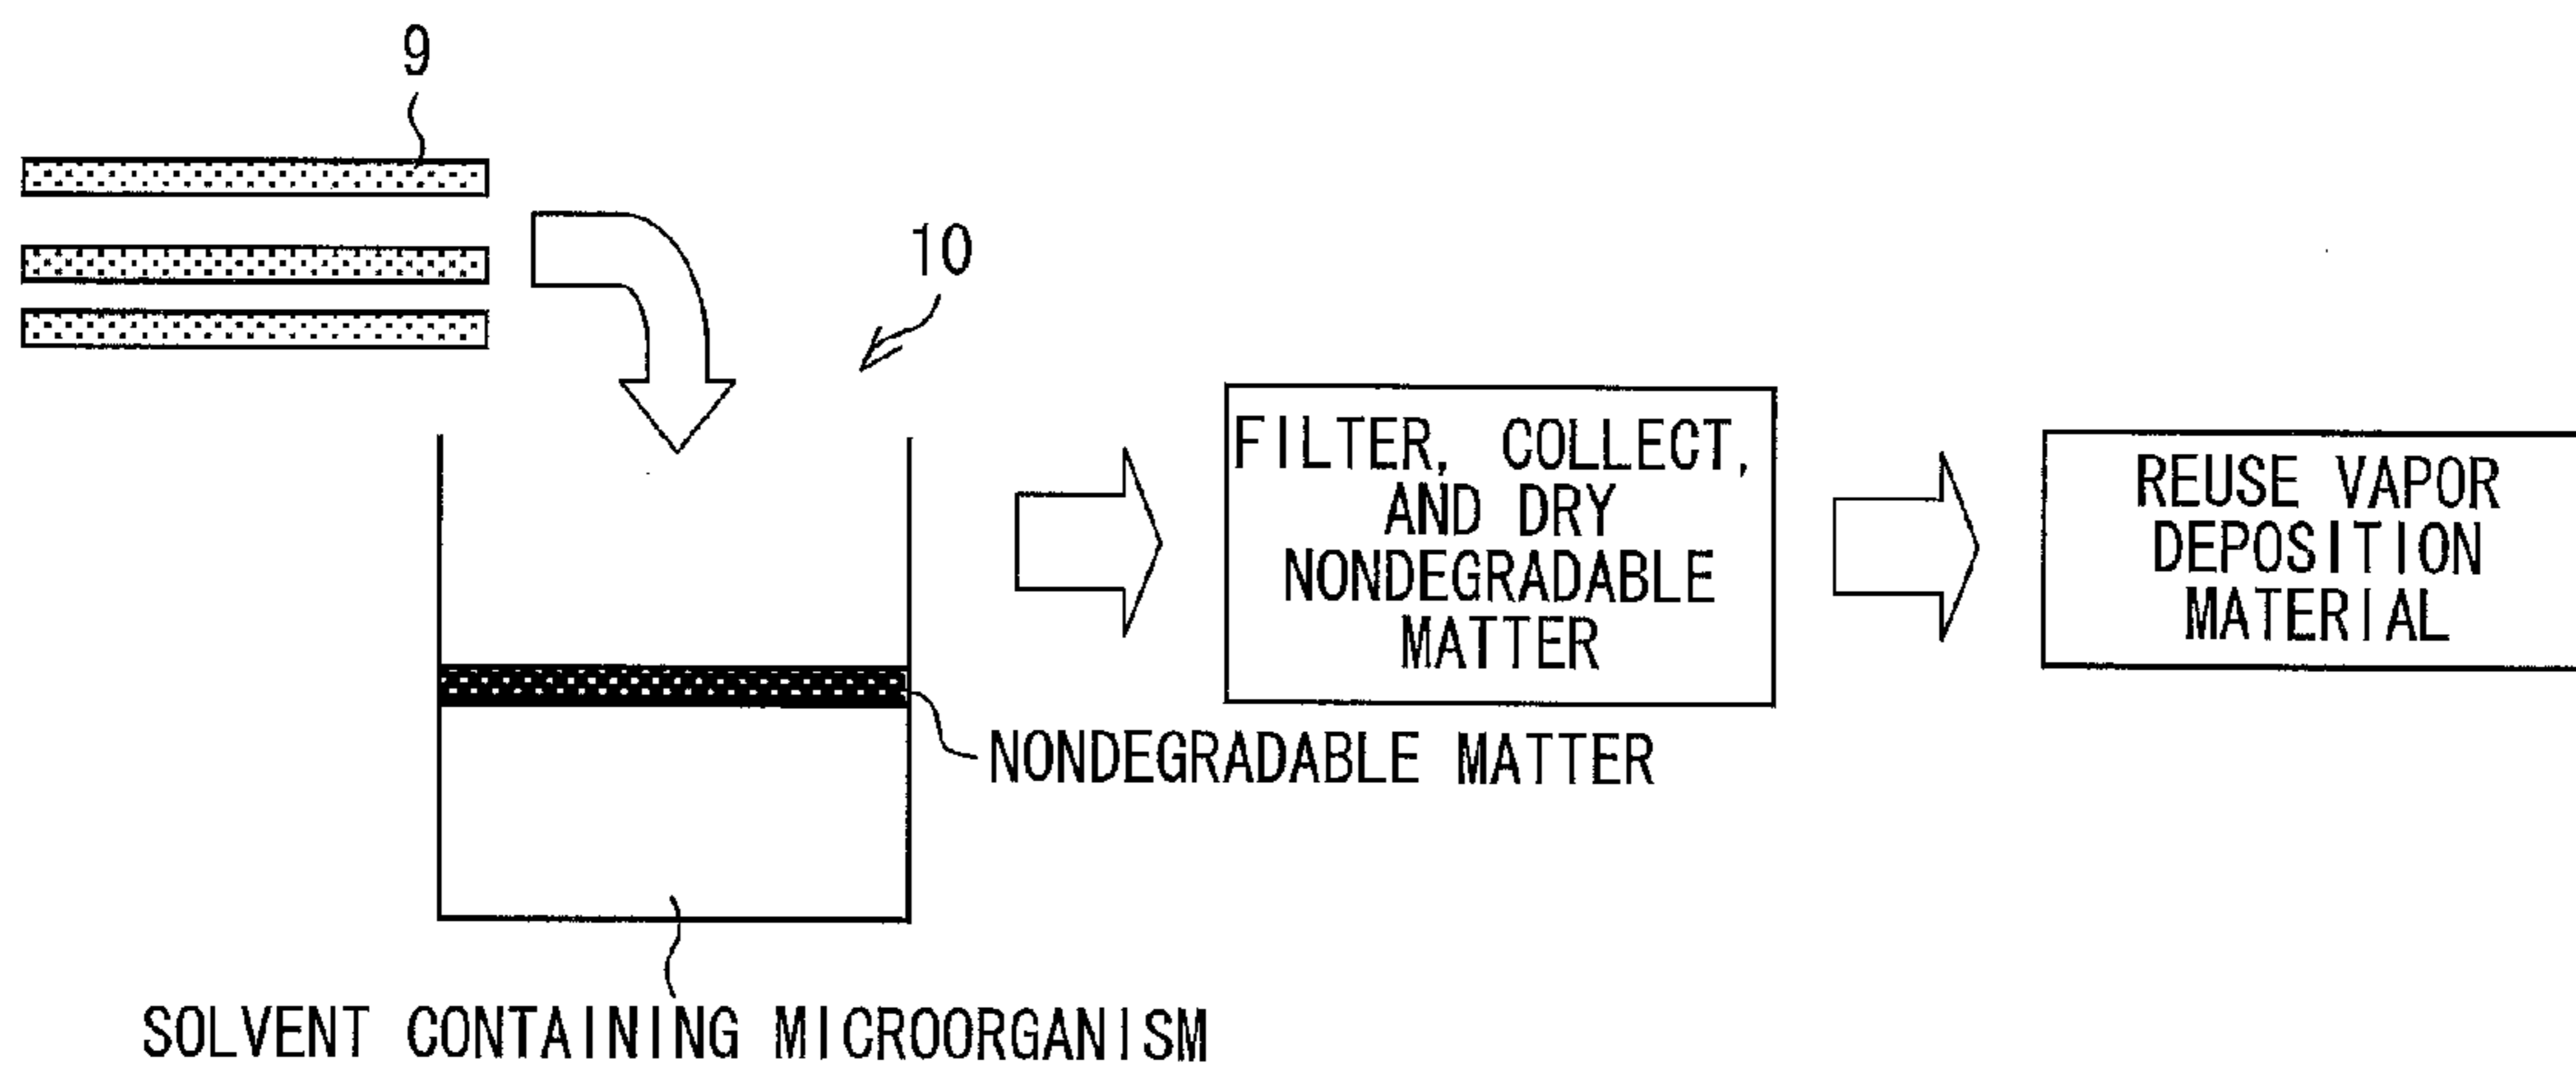 9
10
FILTER, COLLECT,
AND DRY
NONDEGRADABLE
MATTER
REUSE VAPOR
DEPOSITION
MATERIAL
NONDEGRADABLE MATTER
SOLVENT CONTAINING MICROORGANISM